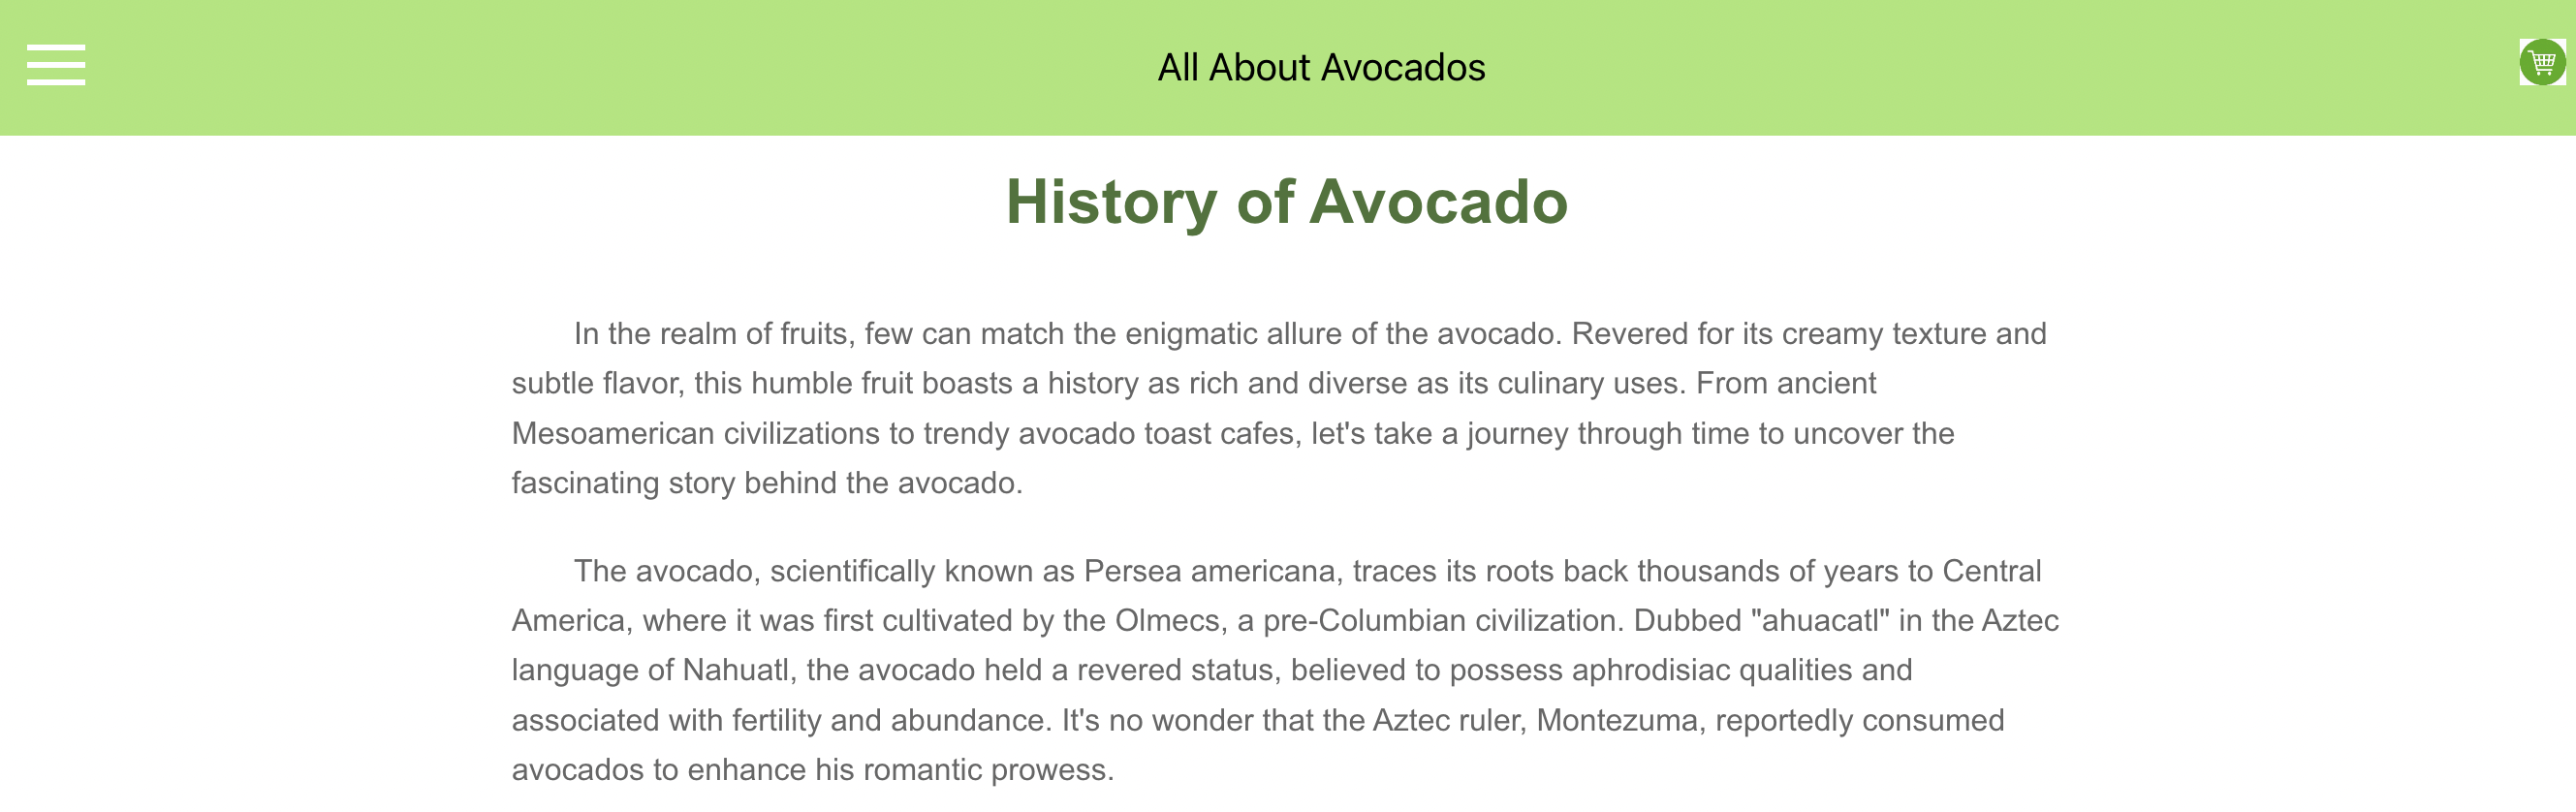 All About Avocados
History of Avocado
In the realm of fruits, few can match the enigmatic allure of the avocado. Revered for its creamy texture and
subtle flavor, this humble fruit boasts a history as rich and diverse as its culinary uses. From ancient
Mesoamerican civilizations to trendy avocado toast cafes, let's take a journey through time to uncover the
fascinating story behind the avocado.
The avocado, scientifically known as Persea americana, traces its roots back thousands of years to Central
America, where it was first cultivated by the Olmecs, a pre-Columbian civilization. Dubbed "ahuacatl" in the Aztec
language of Nahuatl, the avocado held a revered status, believed to possess aphrodisiac qualities and
associated with fertility and abundance. It's no wonder that the Aztec ruler, Montezuma, reportedly consumed
avocados to enhance his romantic prowess.